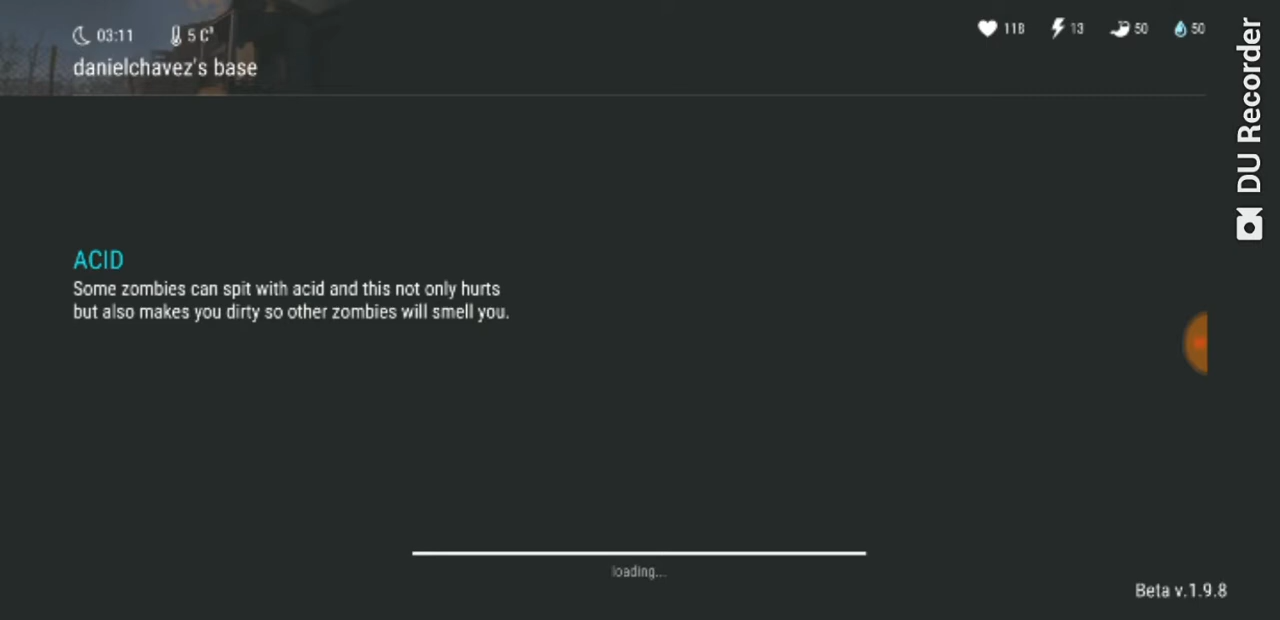 03:11 5 C°
118 13 50 50
danielchavez's base
DU Recorder
ACID
Some zombies can spit with acid and this not only hurts
but also makes you dirty so other zombies will smell you.
loading...
Beta v.1.9.8